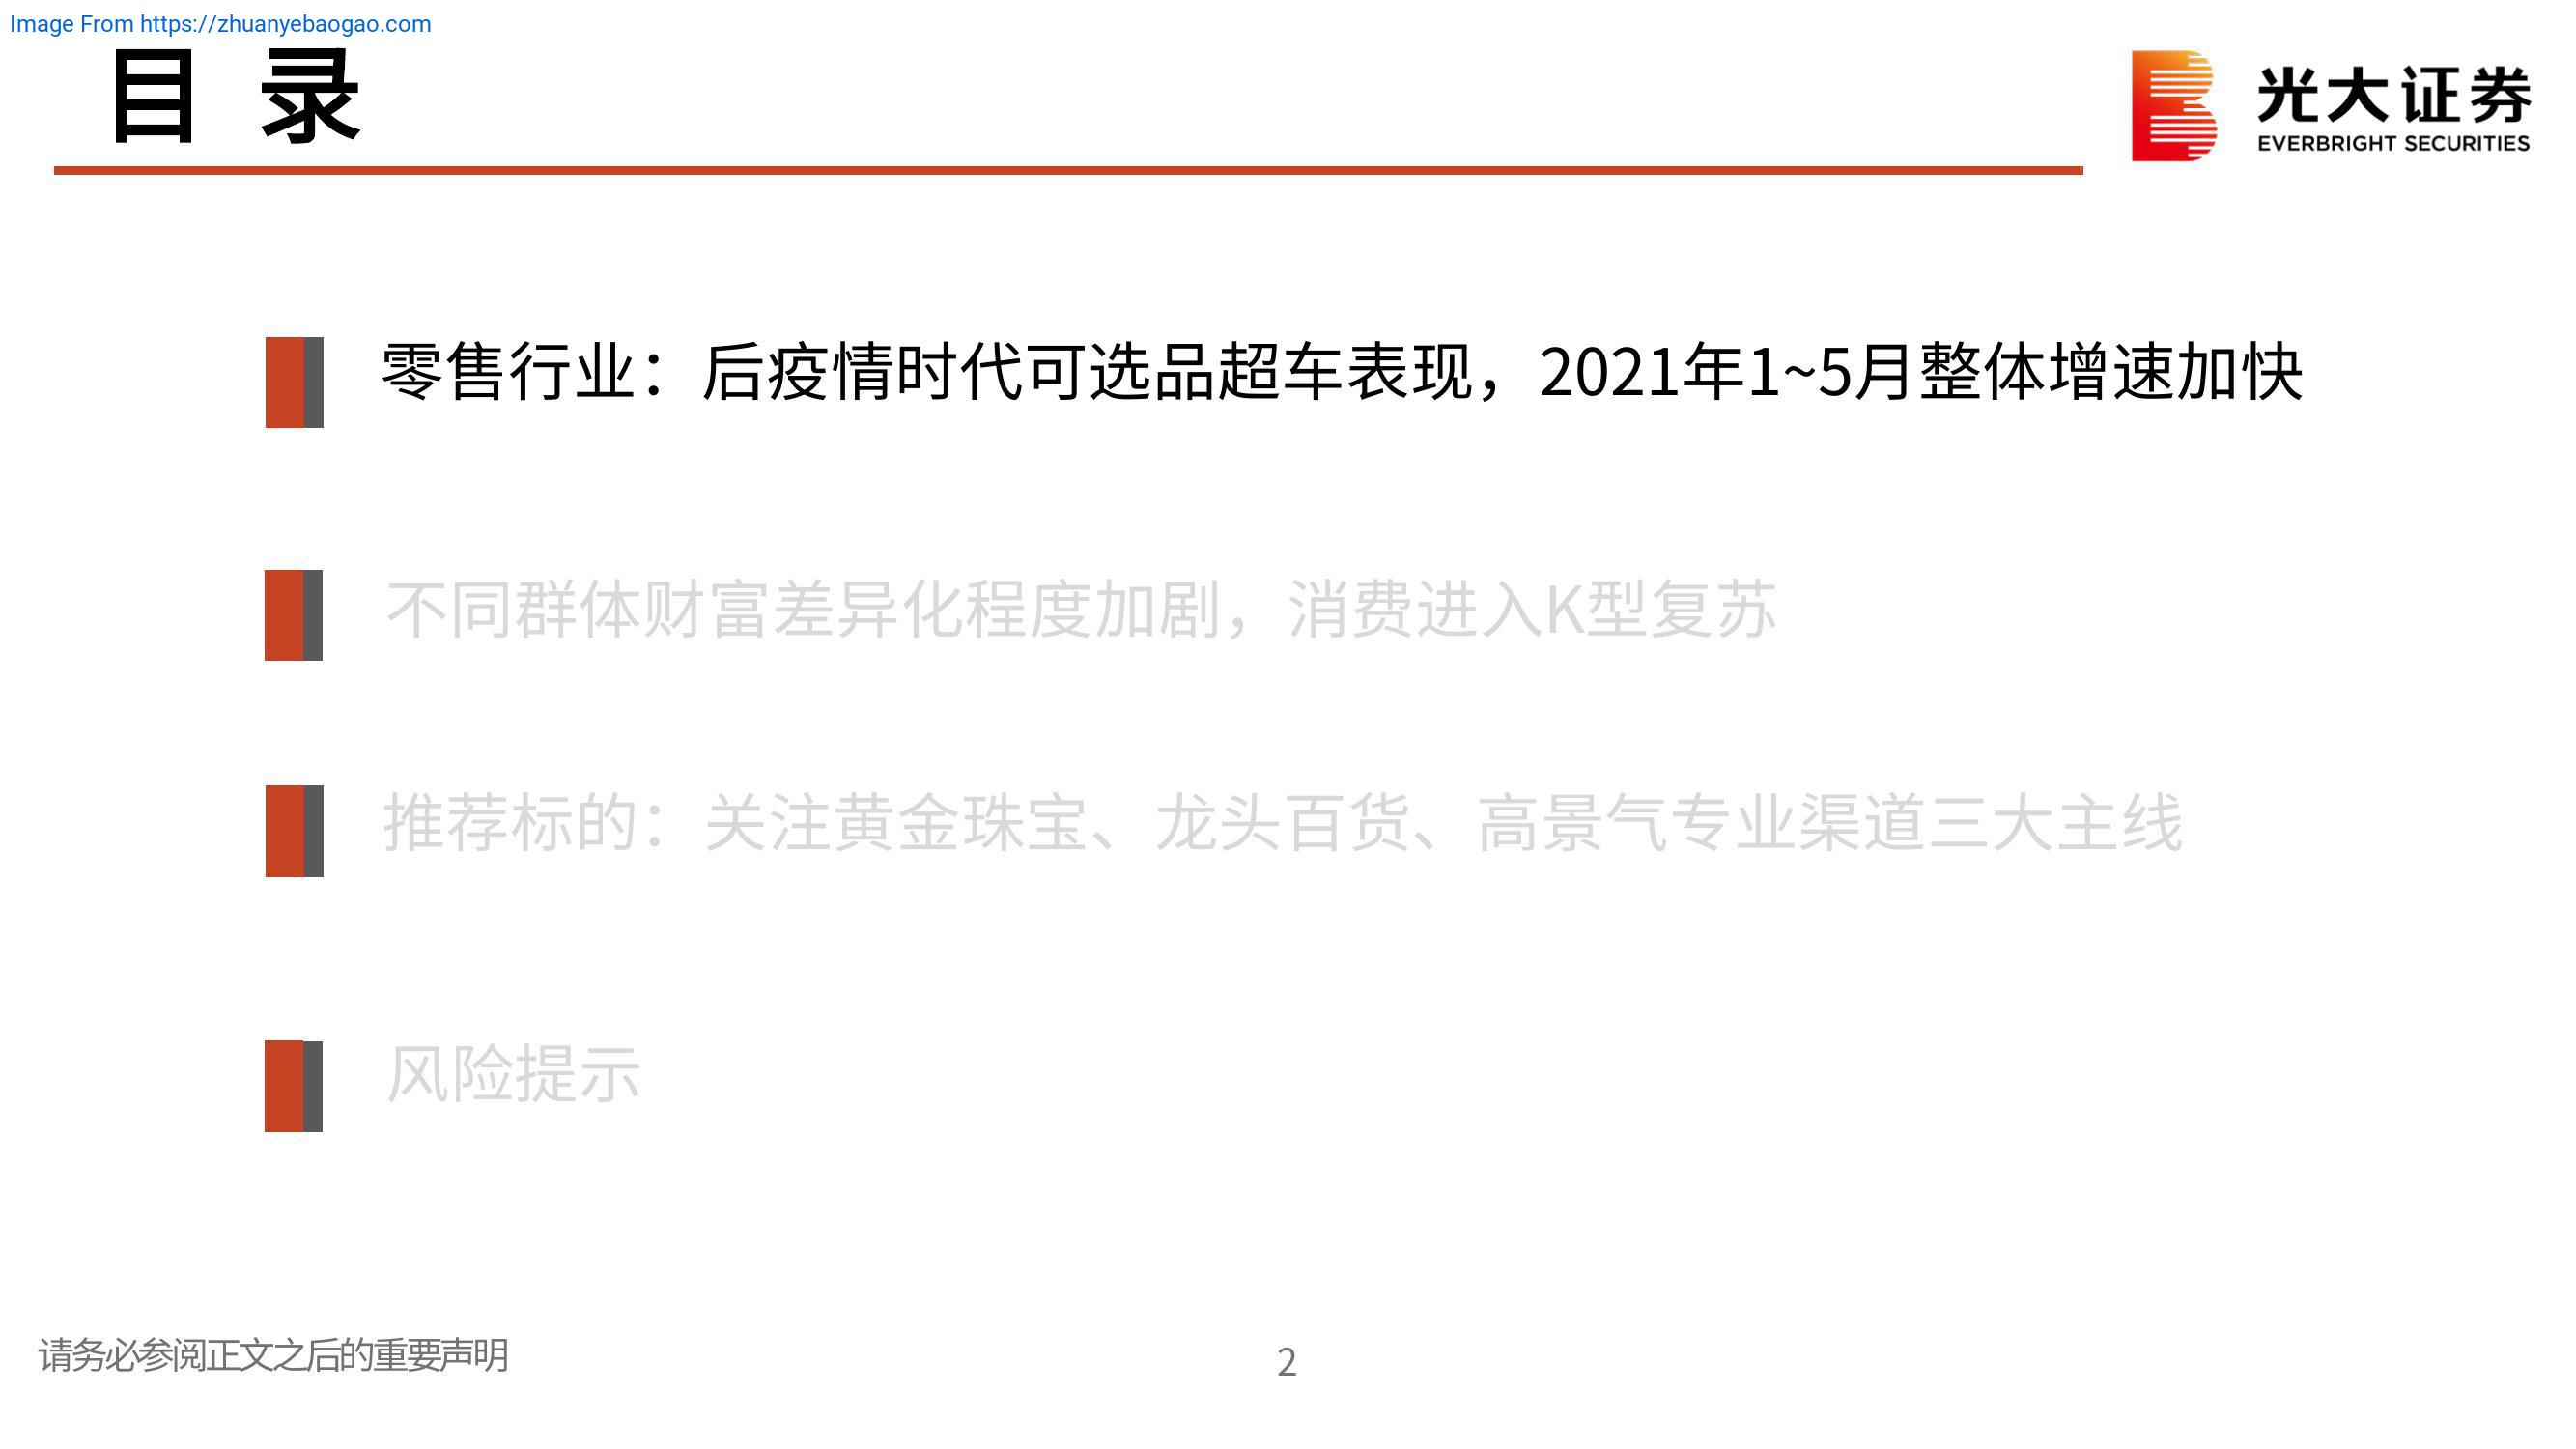 Image From https://zhuanyebaogao.com
目 录
光大证券
EVERBRIGHT SECURITIES
零售行业：后疫情时代可选品超车表现，2021年1~5月整体增速加快
不同群体财富差异化程度加剧，消费进入K型复苏
推荐标的：关注黄金珠宝、龙头百货、高景气专业渠道三大主线
风险提示
请务必参阅正文之后的重要声明
2